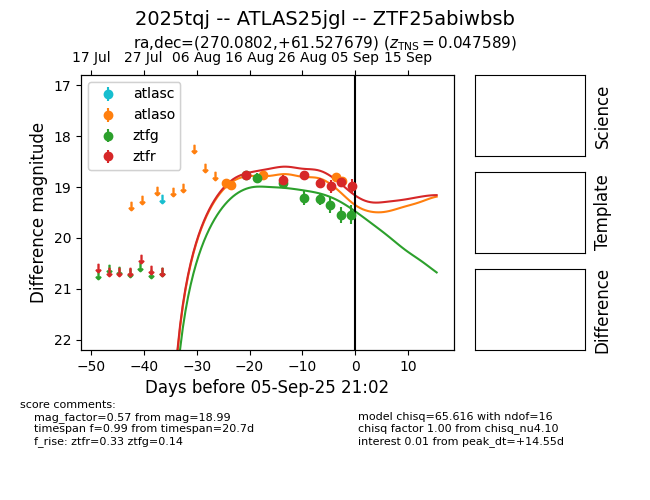 2025tqj -- ATLAS25jgl -- ZTF25abiwbsb
ra,dec=(270.0802,+61.527679) (z_TNS = 0.047589)
17 Jul 27 Jul 06 Aug 16 Aug 26 Aug 05 Sep 15 Sep
atlasc
atlaso
ztfg
ztfr
17
18
19
20
21
22
Difference magnitude
−50 −40 −30 −20 −10 0 10
Days before 05-Sep-25 21:02
Science
Template
Difference
score comments:
mag_factor=0.57 from mag=18.99
timespan f=0.99 from timespan=20.7d
f_rise: ztfr=0.33 ztfg=0.14
model chisq=65.616 with ndof=16
chisq factor 1.00 from chisq_nu4.10
interest 0.01 from peak_dt=+14.55d